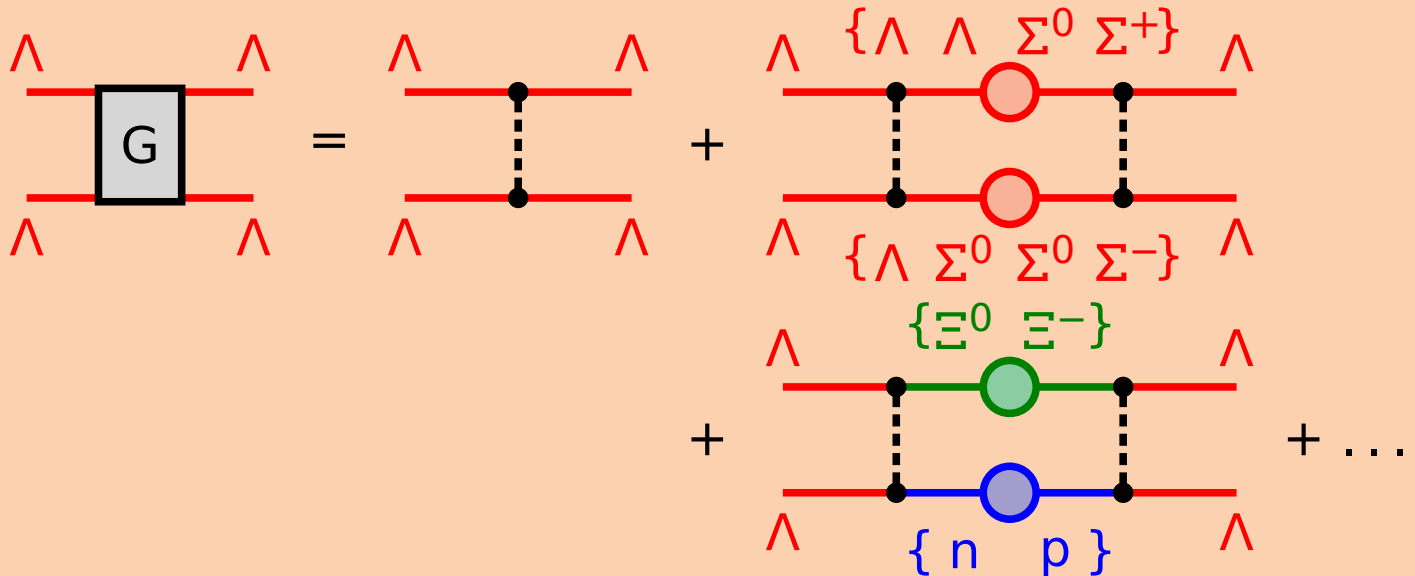 {Λ Λ Σ⁰ Σ⁺}
Λ Λ Λ Λ Λ Λ
G = +
Λ Λ Λ Λ Λ Λ
{Λ Σ⁰ Σ⁰ Σ⁻}
{Ξ⁰ Ξ⁻}
Λ Λ
+ + ...
Λ Λ
{ n p }